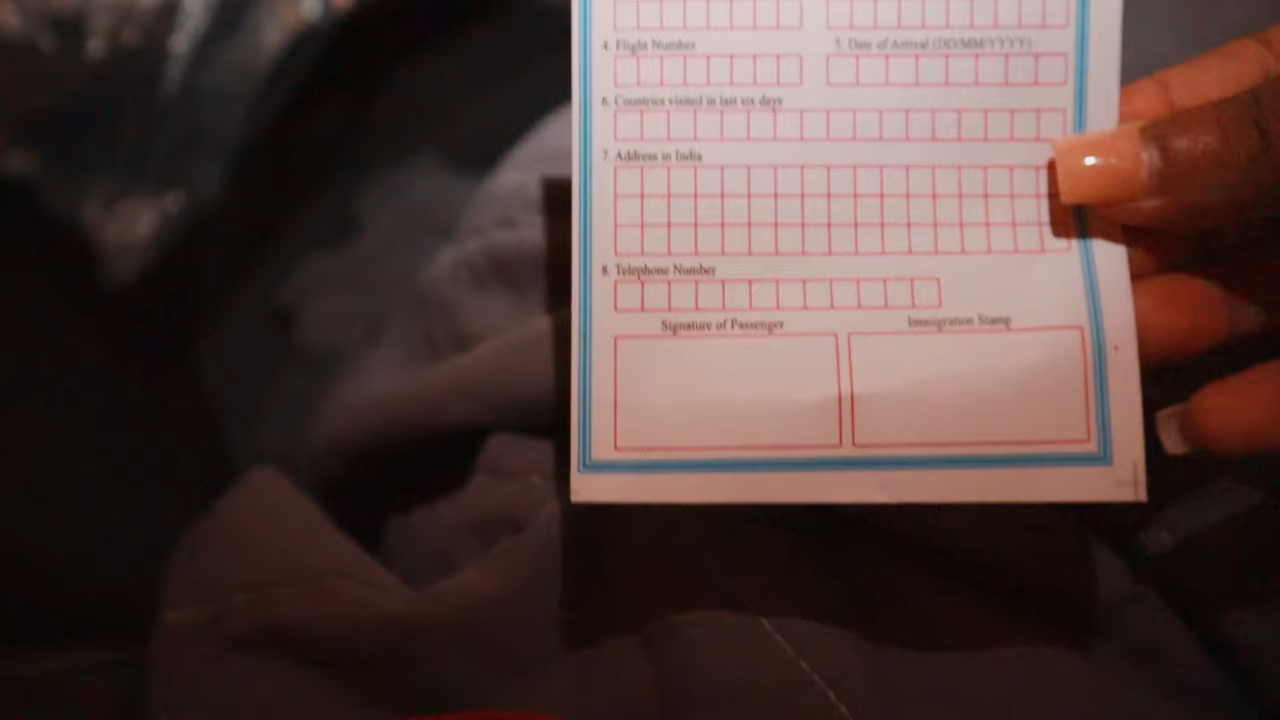 4. Flight Number
5. Date of Arrival (DD/MM/YYYY)
6. Countries visited in last six days
7. Address in India
8. Telephone Number
Signature of Passenger
Immigration Stamp